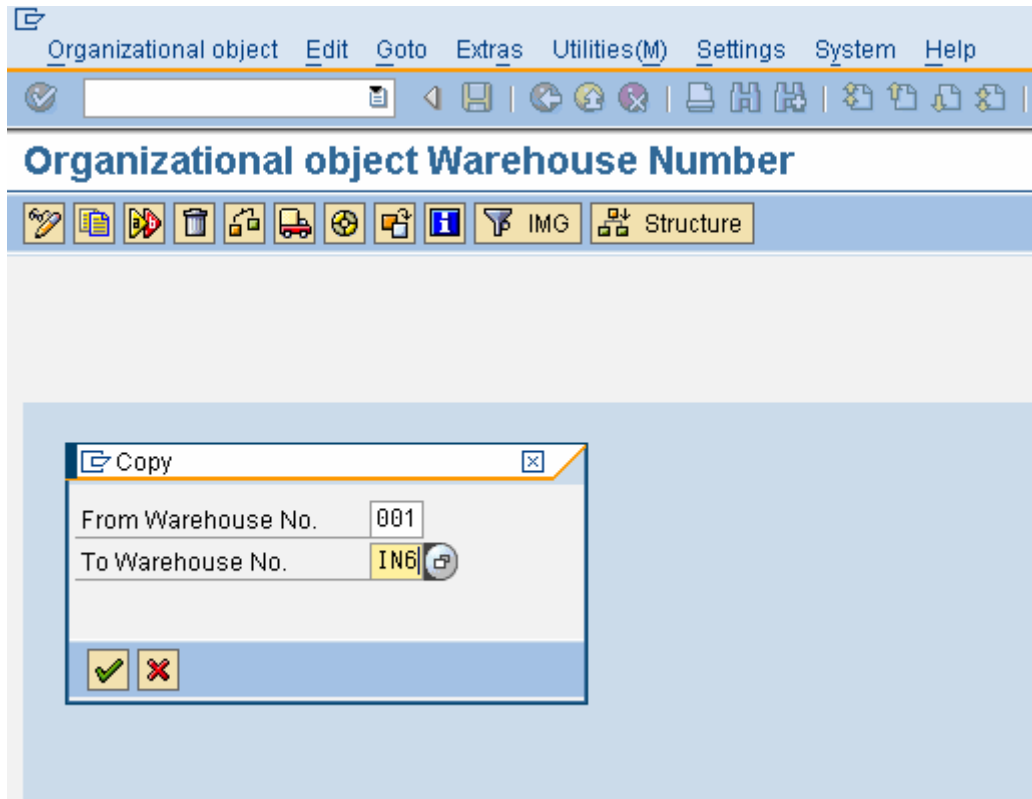 Organizational object Edit Goto Extras Utilities(M) Settings System Help
Organizational object Warehouse Number
IMG Structure
Copy
From Warehouse No. 001
To Warehouse No. IN6